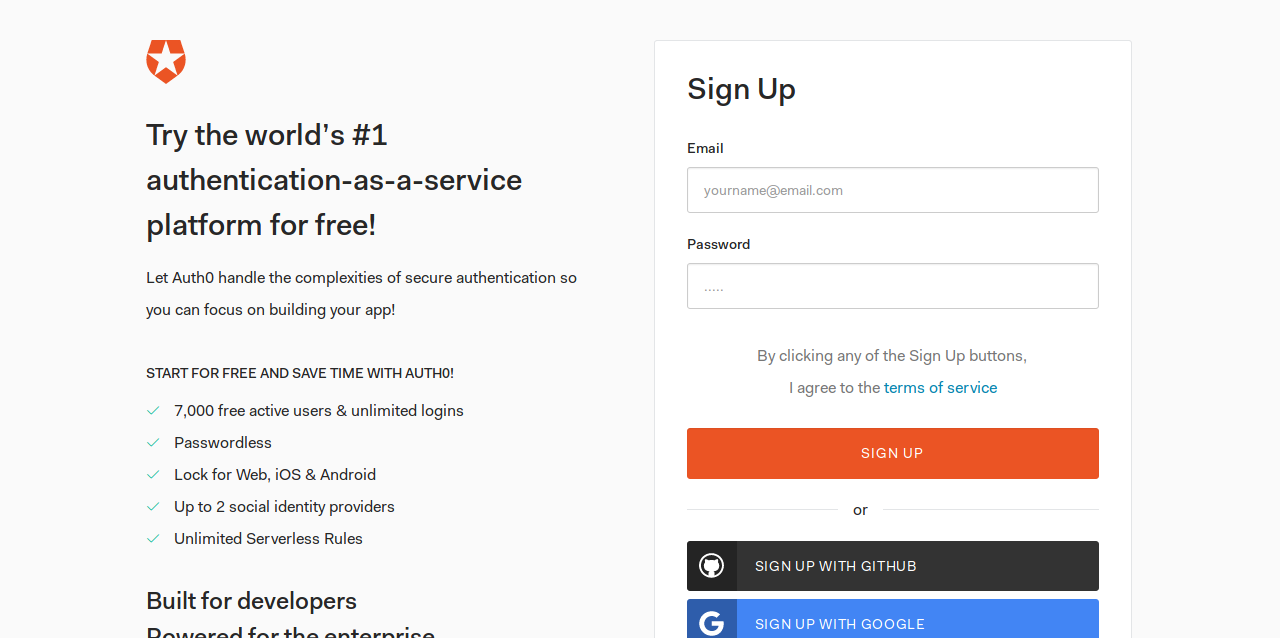 Try the world’s #1
authentication-as-a-service
platform for free!
Let Auth0 handle the complexities of secure authentication so
you can focus on building your app!
START FOR FREE AND SAVE TIME WITH AUTH0!
7,000 free active users & unlimited logins
Passwordless
Lock for Web, iOS & Android
Up to 2 social identity providers
Unlimited Serverless Rules
Built for developers
Powered for the enterprise
Sign Up
Email
yourname@email.com
Password
.....
By clicking any of the Sign Up buttons,
I agree to the terms of service
SIGN UP
or
SIGN UP WITH GITHUB
SIGN UP WITH GOOGLE